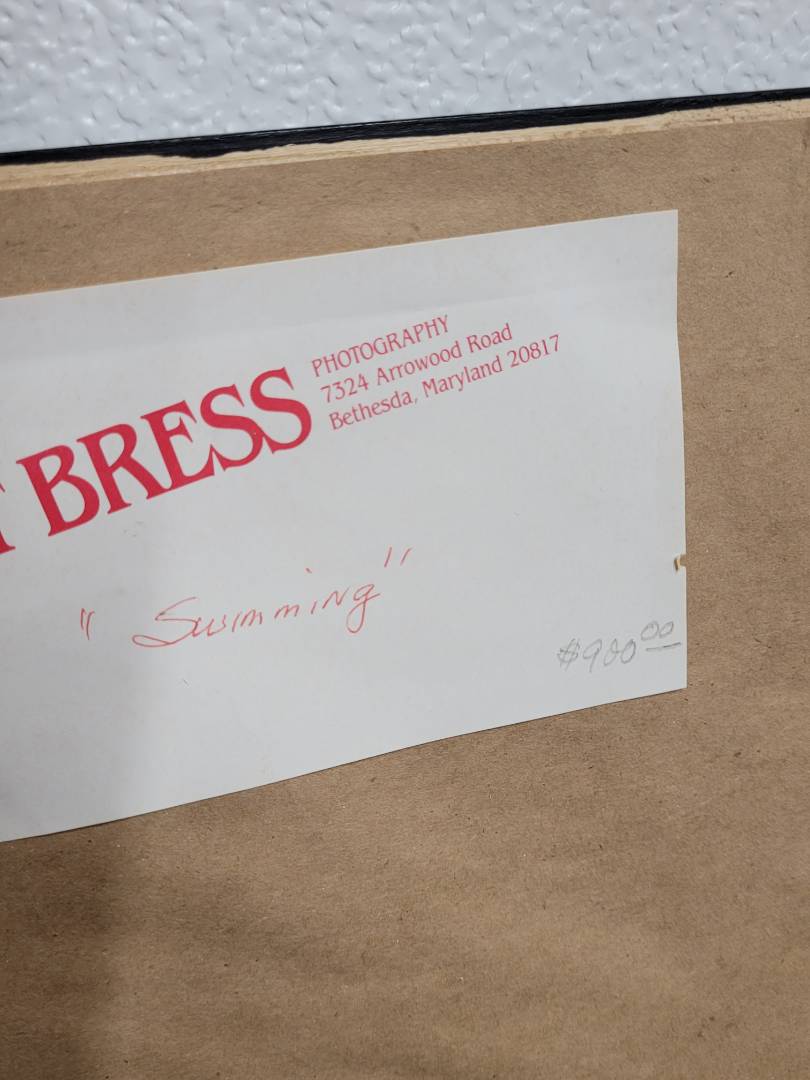 BRESS
PHOTOGRAPHY
7324 Arrowood Road
Bethesda, Maryland 20817
"Swimming"
$900.00